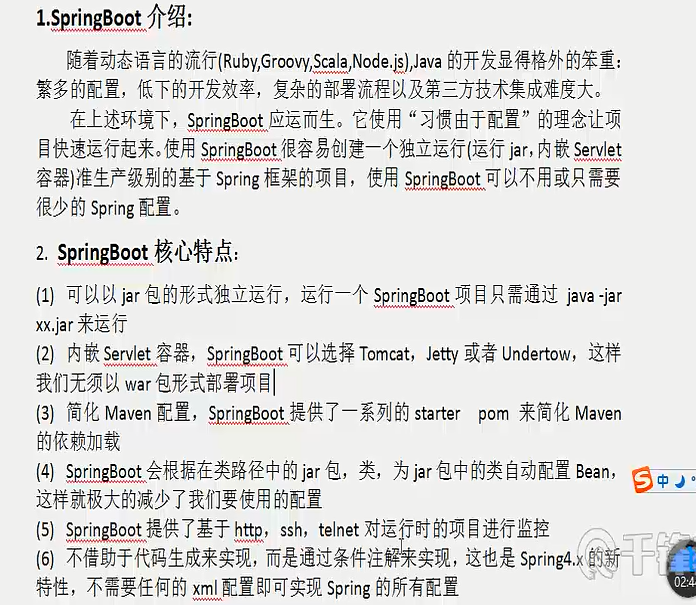 1.SpringBoot 介绍:
随着动态语言的流行(Ruby,Groovy,Scala,Node.js),Java 的开发显得格外的笨重:
繁多的配置，低下的开发效率，复杂的部署流程以及第三方技术集成难度大。
在上述环境下，SpringBoot 应运而生。它使用“习惯由于配置”的理念让项
目快速运行起来。使用 SpringBoot 很容易创建一个独立运行(运行 jar,内嵌 Servlet
容器)准生产级别的基于 Spring 框架的项目，使用 SpringBoot 可以不用或只需要
很少的 Spring 配置。
2. SpringBoot 核心特点:
(1) 可以以 jar 包的形式独立运行，运行一个 SpringBoot 项目只需通过 java -jar
xx.jar 来运行
(2) 内嵌 Servlet 容器，SpringBoot 可以选择 Tomcat，Jetty 或者 Undertow，这样
我们无须以 war 包形式部署项目
(3) 简化 Maven 配置，SpringBoot 提供了一系列的 starter pom 来简化 Maven
的依赖加载
(4) SpringBoot 会根据在类路径中的 jar 包，类，为 jar 包中的类自动配置 Bean，
这样就极大的减少了我们要使用的配置
(5) SpringBoot 提供了基于 http，ssh，telnet 对运行时的项目进行监控
(6) 不借助于代码生成来实现，而是通过条件注解来实现，这也是 Spring4.x 的新
特性，不需要任何的 xml 配置即可实现 Spring 的所有配置
中
千锋